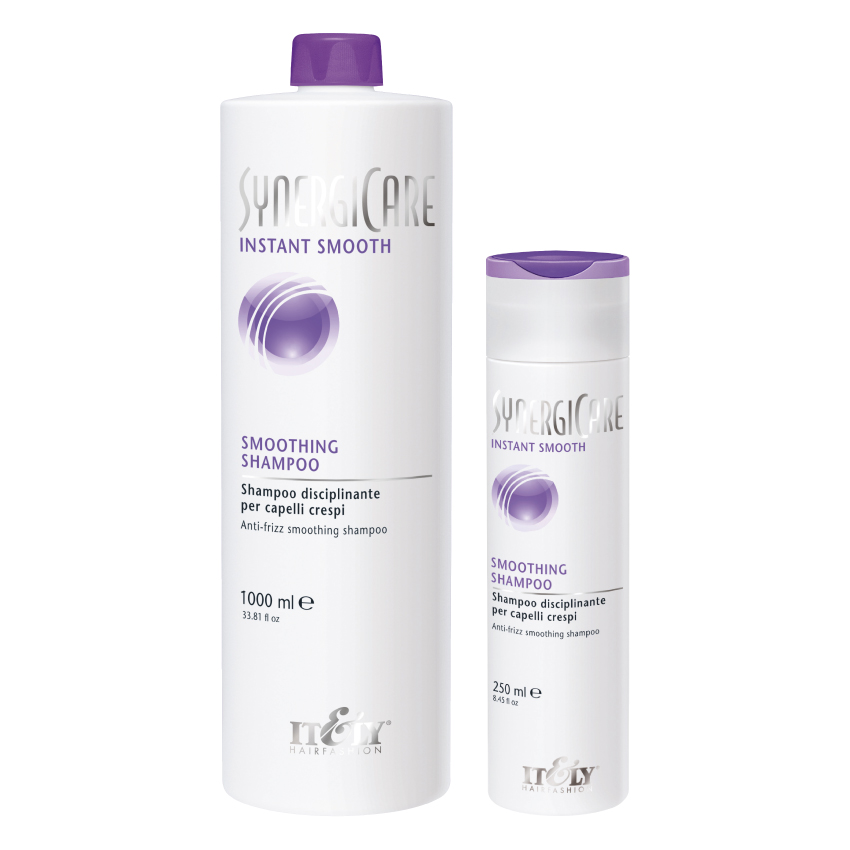 SYNERGICARE
INSTANT SMOOTH
SMOOTHING
SHAMPOO
Shampoo disciplinante
per capelli crespi
Anti-frizz smoothing shampoo
1000 ml ℮
33.81 fl oz
IT&LY®
HAIRFASHION
SYNERGICARE
INSTANT SMOOTH
SMOOTHING
SHAMPOO
Shampoo disciplinante
per capelli crespi
Anti-frizz smoothing shampoo
250 ml ℮
8.45 fl oz
IT&LY
HAIRFASHION